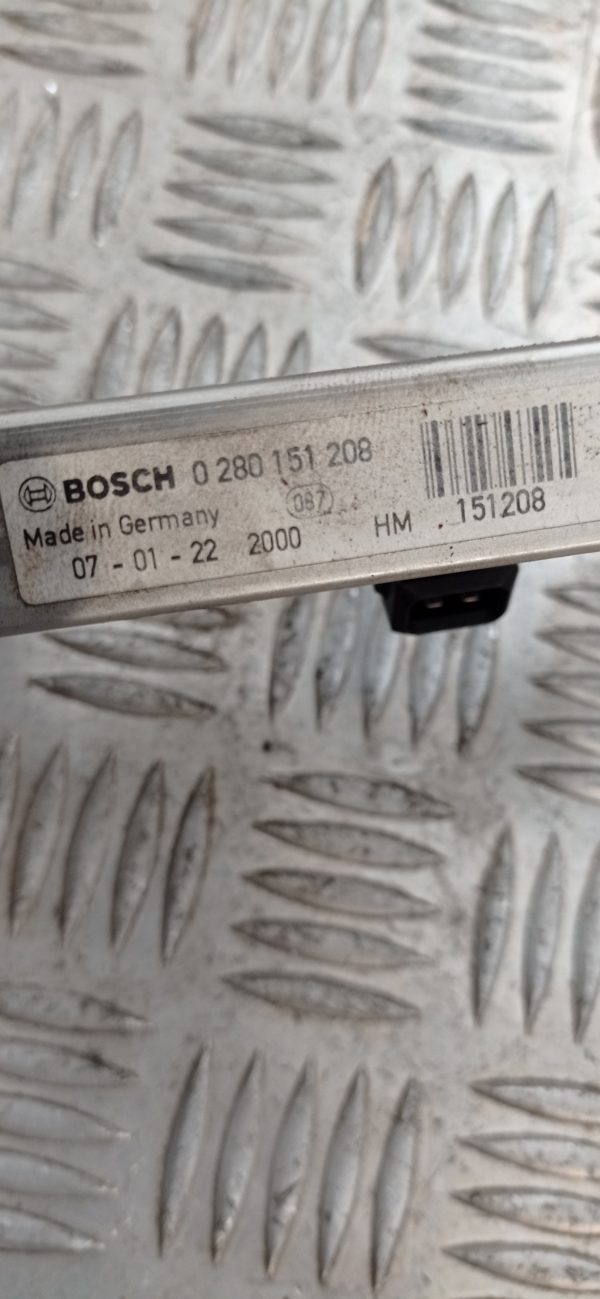 BOSCH 0 280 151 208
Made in Germany 087
07 - 01 - 22 2000 HM 151208